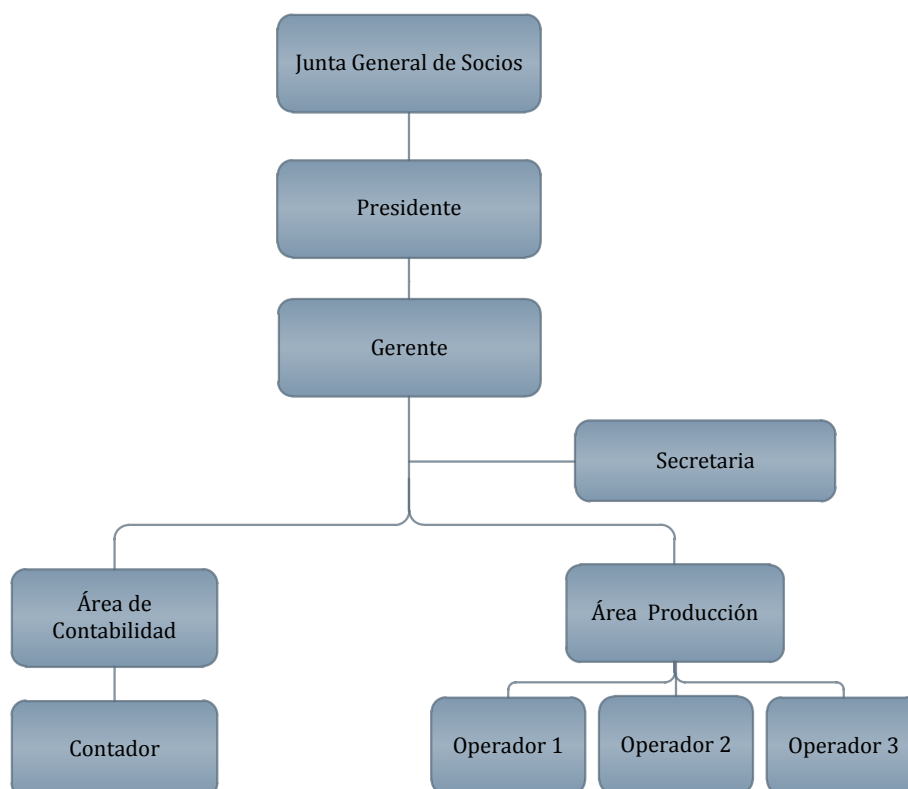 Junta General de Socios
Presidente
Gerente
Secretaria
Área de
Contabilidad
Área Producción
Contador
Operador 1
Operador 2
Operador 3